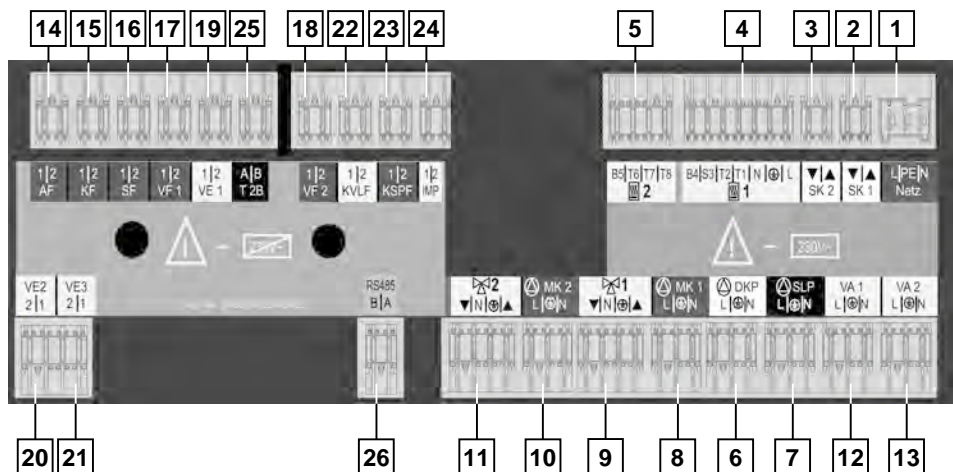 14 15 16 17 19 25 18 22 23 24 5 4 3 2 1
1|2 1|2 1|2 1|2 1|2 A|B 1|2 1|2 1|2 1|2 B5|T6|T7|T8 B4|S3|T2|T1|N|⏚|L ▼|▲ ▼|▲ L|PE|N
AF KF SF VF 1 VE 1 T 2B VF 2 KVLF KSPF IMP 2 1 SK 2 SK 1 Netz
230V~ 230V~
VE2 VE3 RS485 2 MK 2 1 MK 1 DKP SLP VA 1 VA 2
2|1 2|1 B|A ▼|N|⏚|▲ L|⏚|N ▼|N|⏚|▲ L|⏚|N L|⏚|N L|⏚|N L|⏚|N L|⏚|N
20 21 26 11 10 9 8 6 7 12 13